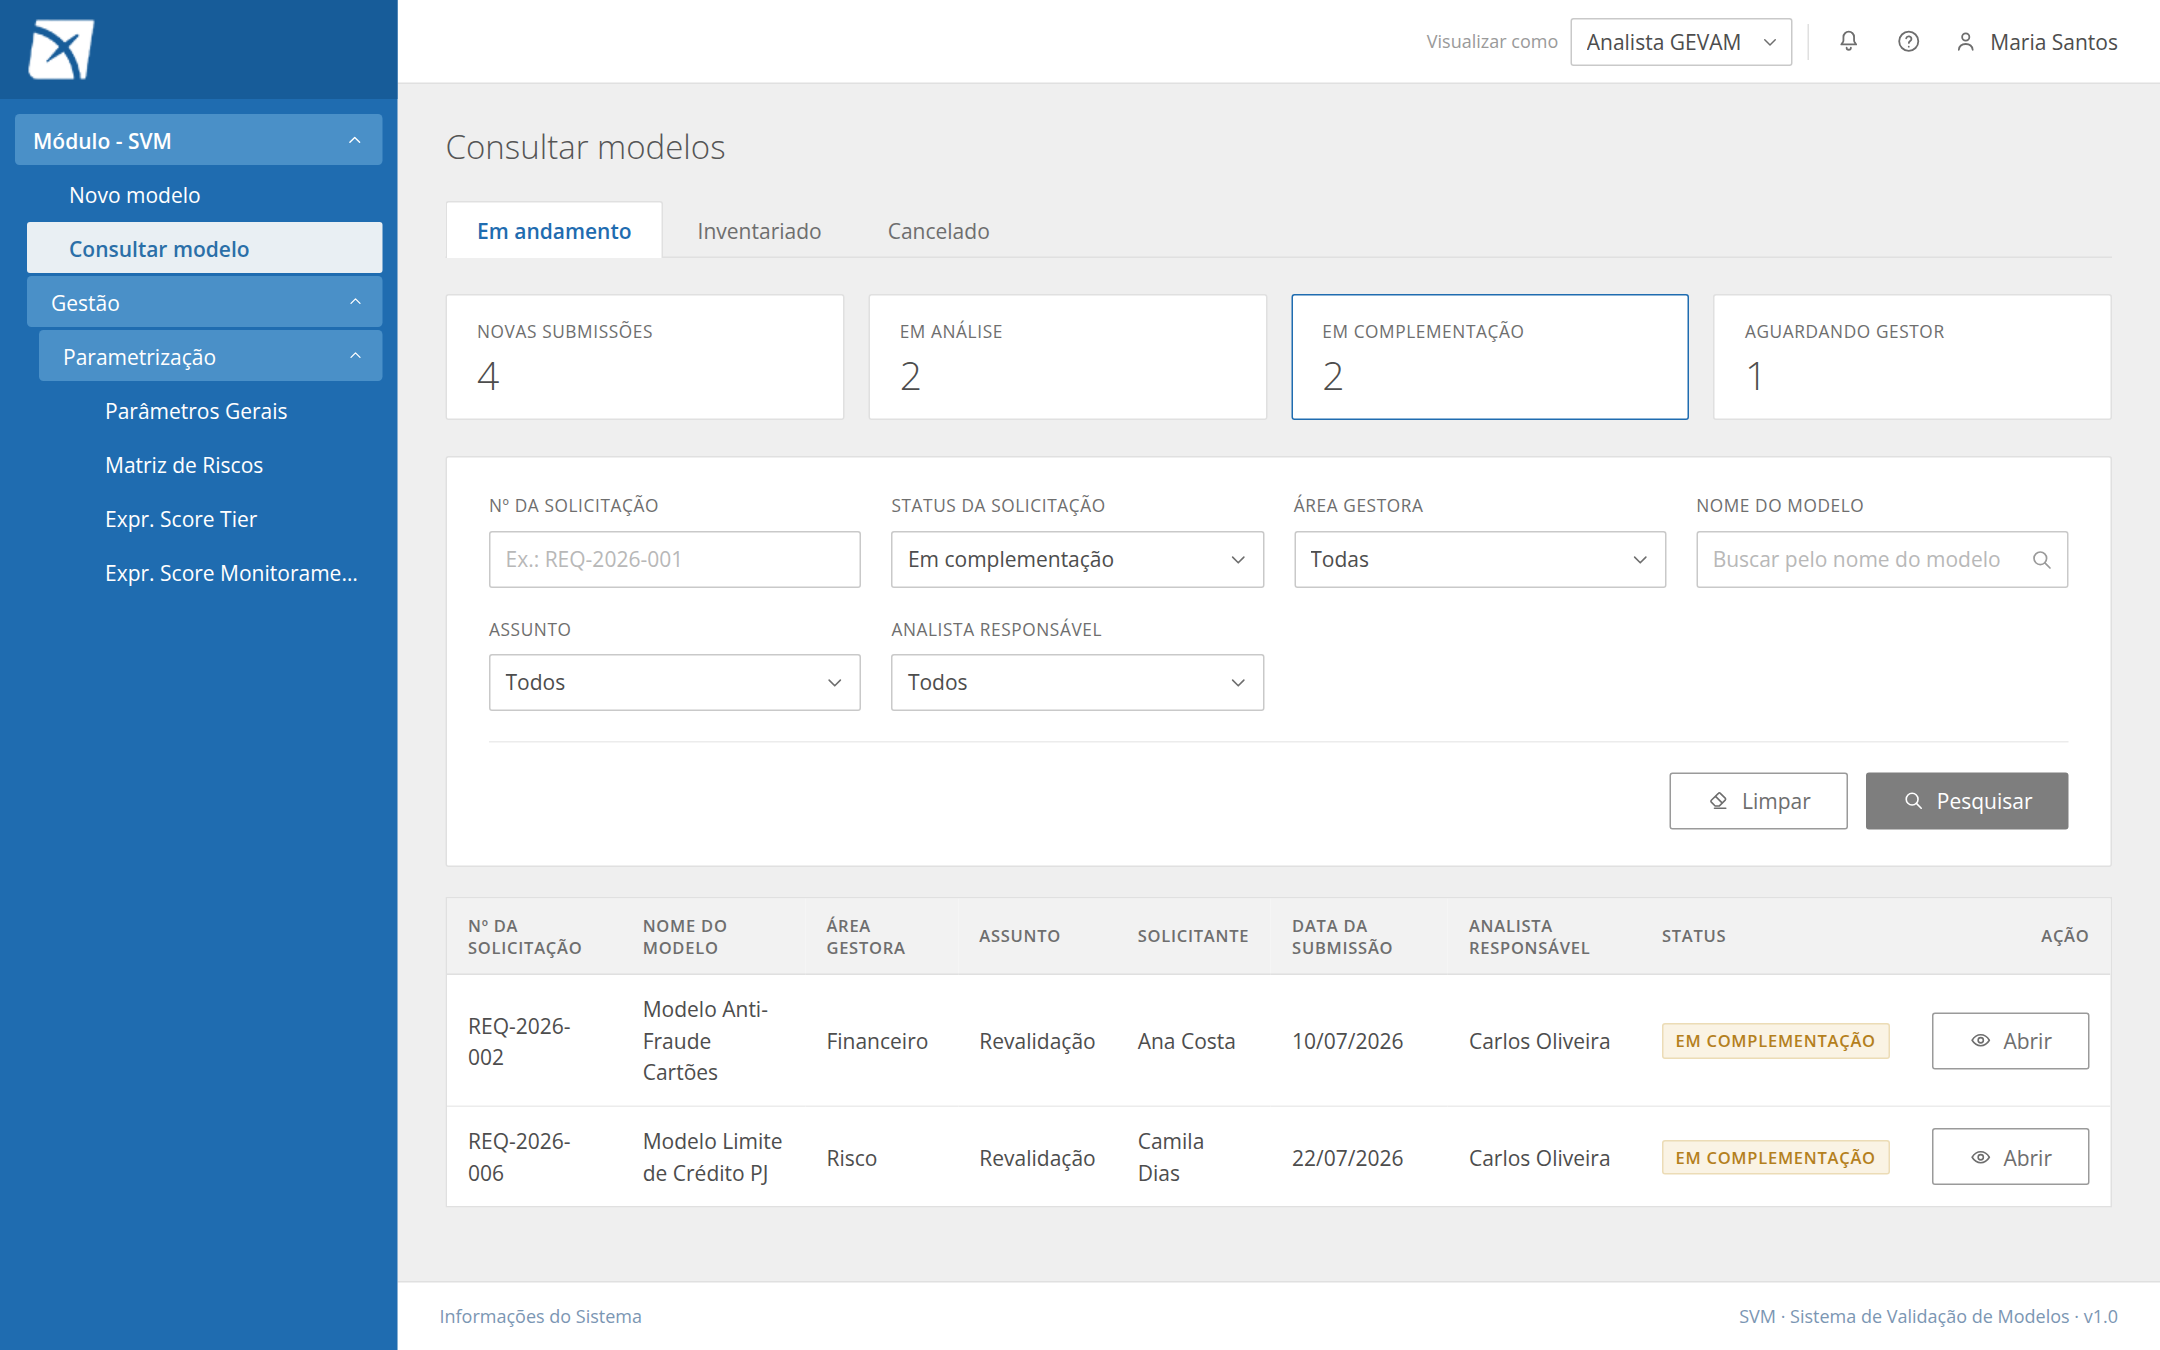 Visualizar como
Analista GEVAM
Maria Santos
Módulo - SVM
Novo modelo
Consultar modelo
Gestão
Parametrização
Parâmetros Gerais
Matriz de Riscos
Expr. Score Tier
Expr. Score Monitorame...
Consultar modelos
Em andamento
Inventariado
Cancelado
NOVAS SUBMISSÕES
4
EM ANÁLISE
2
EM COMPLEMENTAÇÃO
2
AGUARDANDO GESTOR
1
Nº DA SOLICITAÇÃO
Ex.: REQ-2026-001
STATUS DA SOLICITAÇÃO
Em complementação
ÁREA GESTORA
Todas
NOME DO MODELO
Buscar pelo nome do modelo
ASSUNTO
Todos
ANALISTA RESPONSÁVEL
Todos
Limpar
Pesquisar
Nº DA
SOLICITAÇÃO
NOME DO
MODELO
ÁREA
GESTORA
ASSUNTO
SOLICITANTE
DATA DA
SUBMISSÃO
ANALISTA
RESPONSÁVEL
STATUS
AÇÃO
REQ-2026-
002
Modelo Anti-
Fraude
Cartões
Financeiro
Revalidação
Ana Costa
10/07/2026
Carlos Oliveira
EM COMPLEMENTAÇÃO
Abrir
REQ-2026-
006
Modelo Limite
de Crédito PJ
Risco
Revalidação
Camila
Dias
22/07/2026
Carlos Oliveira
EM COMPLEMENTAÇÃO
Abrir
Informações do Sistema
SVM · Sistema de Validação de Modelos · v1.0